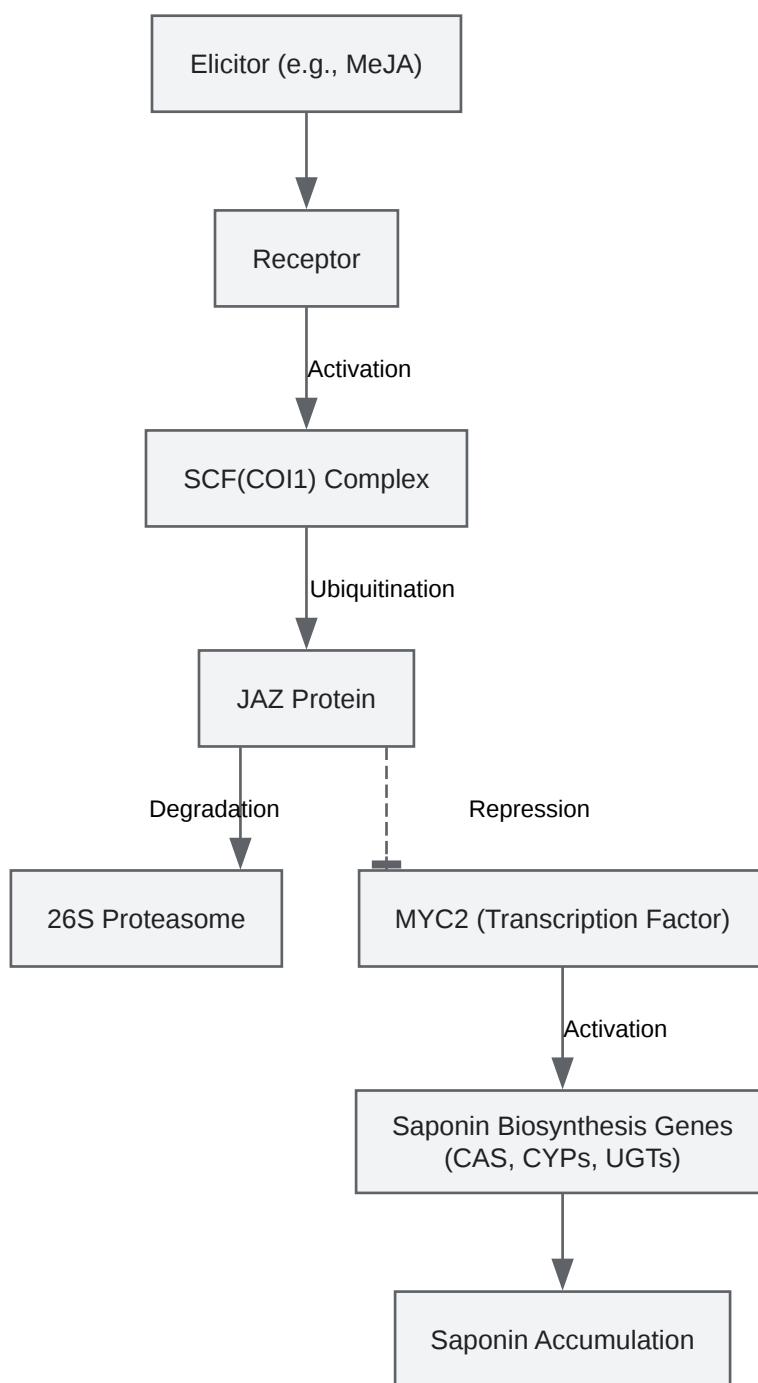 Elicitor (e.g., MeJA)
Receptor
Activation
SCF(COI1) Complex
Ubiquitination
JAZ Protein
Degradation
Repression
26S Proteasome
MYC2 (Transcription Factor)
Activation
Saponin Biosynthesis Genes
(CAS, CYPs, UGTs)
Saponin Accumulation